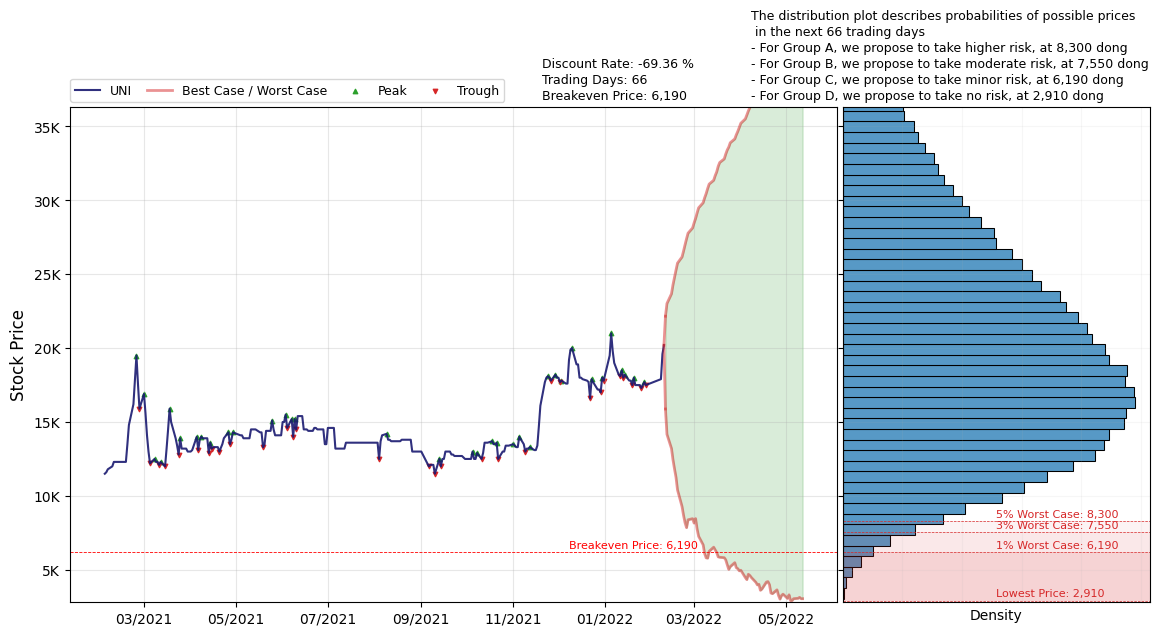 The distribution plot describes probabilities of possible prices
in the next 66 trading days
- For Group A, we propose to take higher risk, at 8,300 dong
- For Group B, we propose to take moderate risk, at 7,550 dong
- For Group C, we propose to take minor risk, at 6,190 dong
- For Group D, we propose to take no risk, at 2,910 dong
Discount Rate: -69.36 %
Trading Days: 66
Breakeven Price: 6,190
UNI
Best Case / Worst Case
Peak
Trough
Stock Price
35K
30K
25K
20K
15K
10K
5K
Breakeven Price: 6,190
5% Worst Case: 8,300
3% Worst Case: 7,550
1% Worst Case: 6,190
Lowest Price: 2,910
03/2021
05/2021
07/2021
09/2021
11/2021
01/2022
03/2022
05/2022
Density